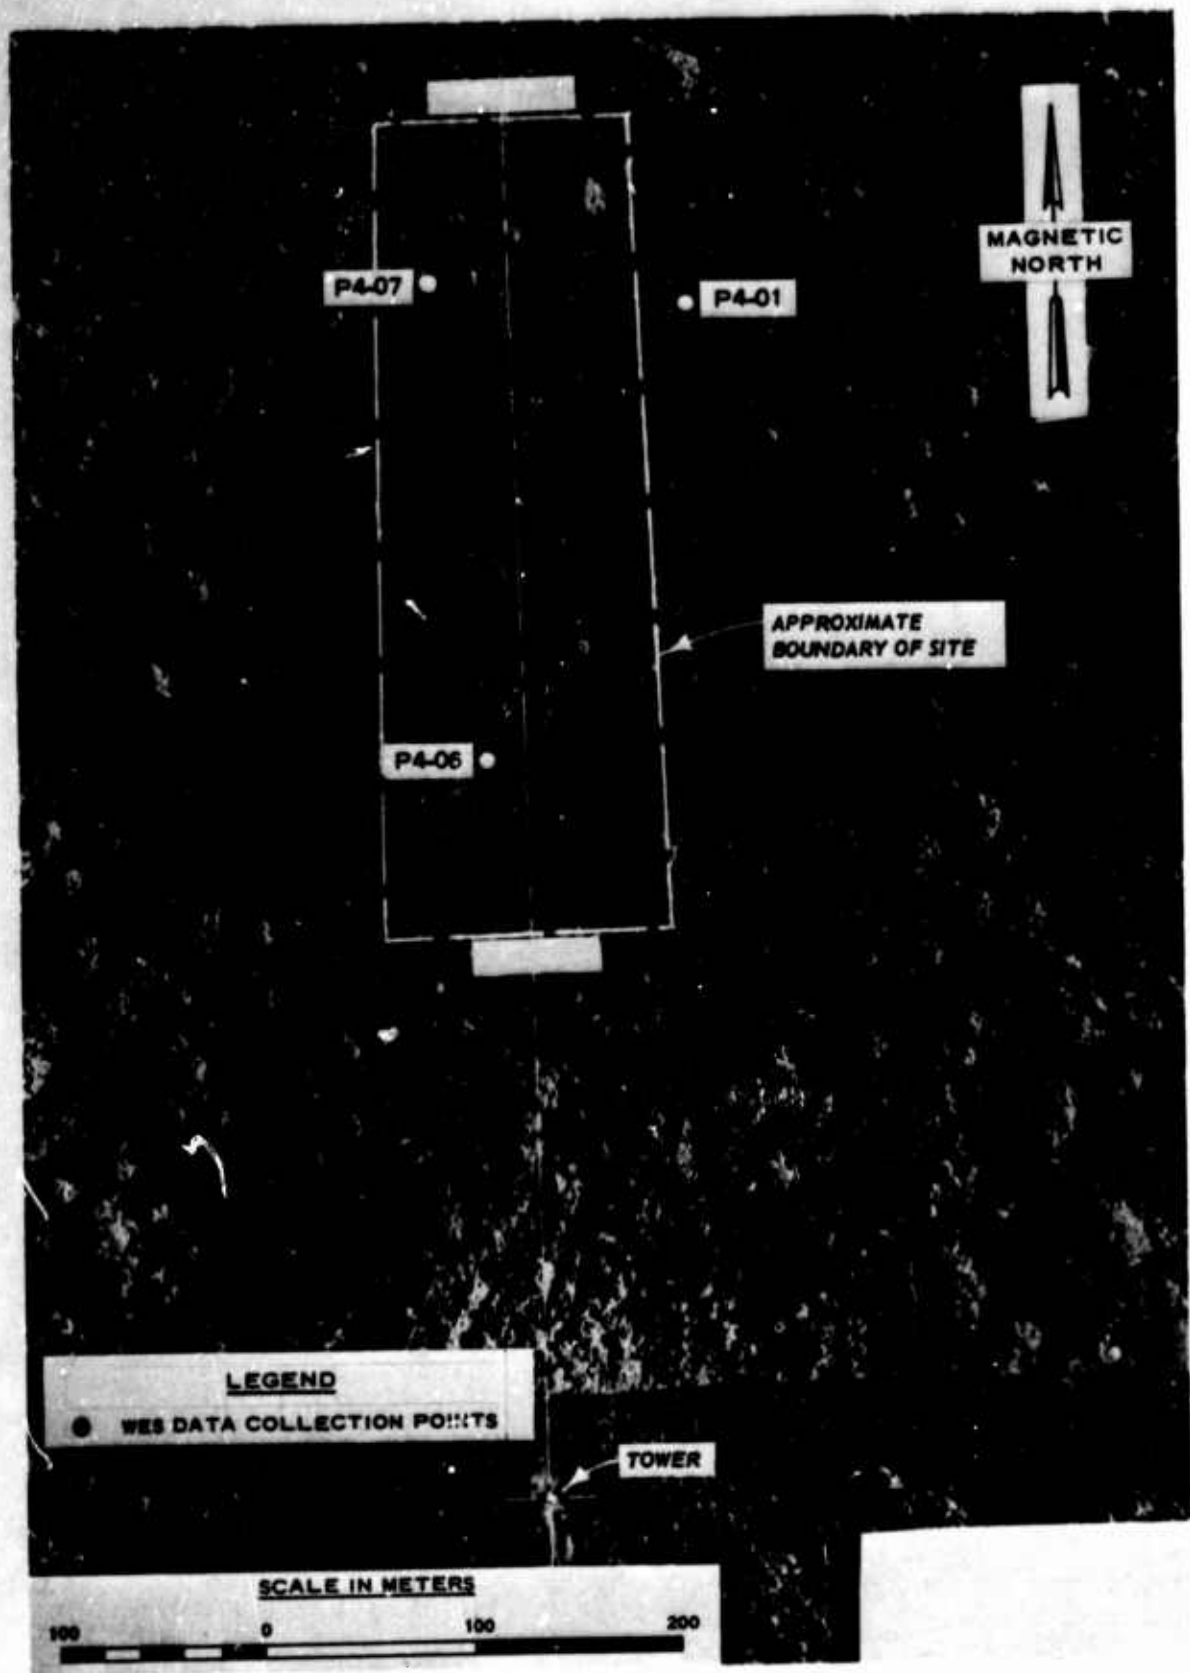 MAGNETIC
NORTH
P4-07
P4-01
APPROXIMATE
BOUNDARY OF SITE
P4-06
LEGEND
WES DATA COLLECTION POINTS
TOWER
SCALE IN METERS
100 0 100 200